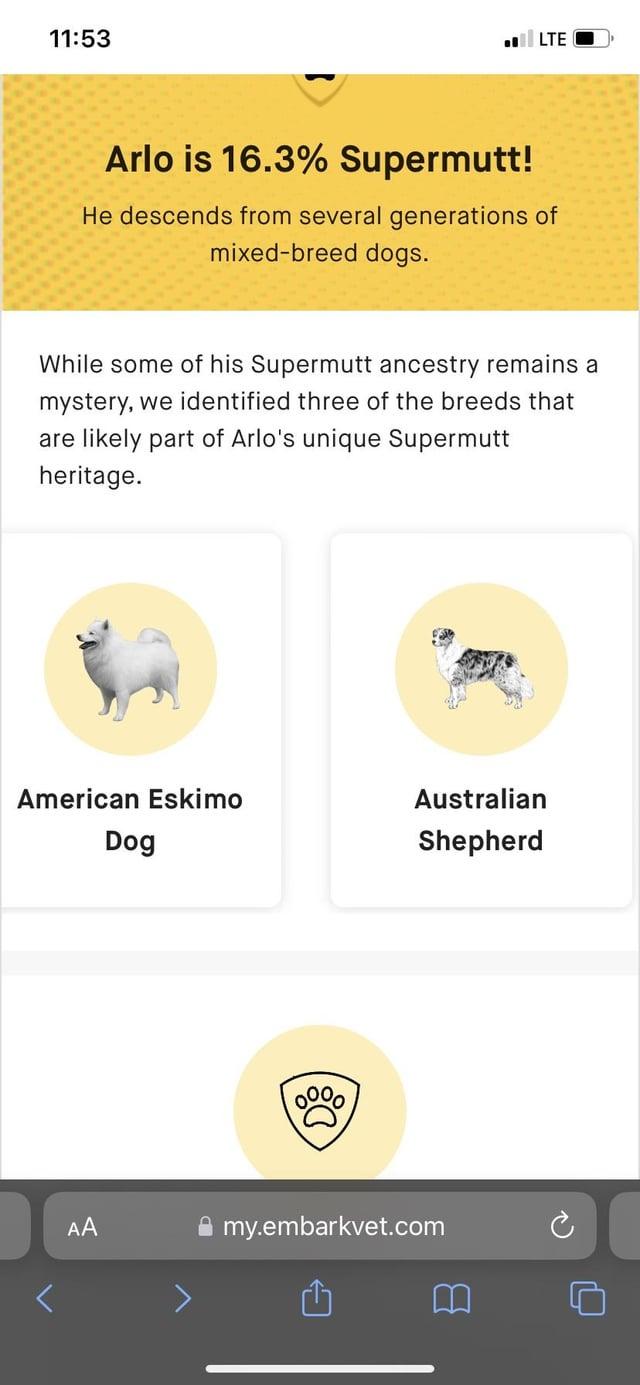 11:53
LTE
Arlo is 16.3% Supermutt!
He descends from several generations of
mixed-breed dogs.
While some of his Supermutt ancestry remains a
mystery, we identified three of the breeds that
are likely part of Arlo's unique Supermutt
heritage.
American Eskimo
Dog
Australian
Shepherd
AA
my.embarkvet.com